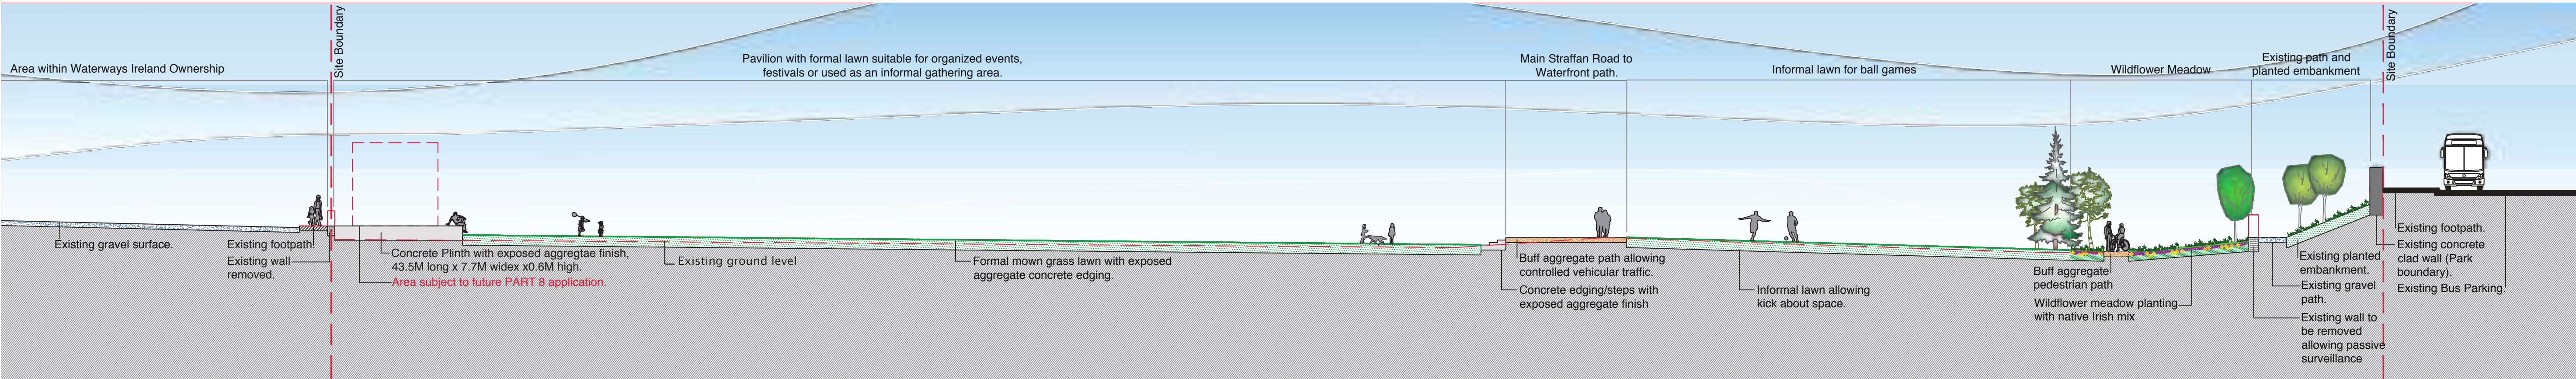 Area within Waterways Ireland Ownership
Site Boundary
Pavilion with formal lawn suitable for organized events,
festivals or used as an informal gathering area.
Main Straffan Road to
Waterfront path.
Informal lawn for ball games
Wildflower Meadow
Existing path and
planted embankment
Site Boundary
Existing gravel surface.
Existing footpath.
Existing wall
removed.
Concrete Plinth with exposed aggregtae finish,
43.5M long x 7.7M widex x0.6M high.
Area subject to future PART 8 application.
Existing ground level
Formal mown grass lawn with exposed
aggregate concrete edging.
Buff aggregate path allowing
controlled vehicular traffic.
Concrete edging/steps with
exposed aggregate finish
Informal lawn allowing
kick about space.
Buff aggregate
pedestrian path
Wildflower meadow planting
with native Irish mix
Existing planted
embankment.
Existing gravel
path.
Existing wall to
be removed
allowing passive
surveillance
Existing footpath.
Existing concrete
clad wall (Park
boundary).
Existing Bus Parking.